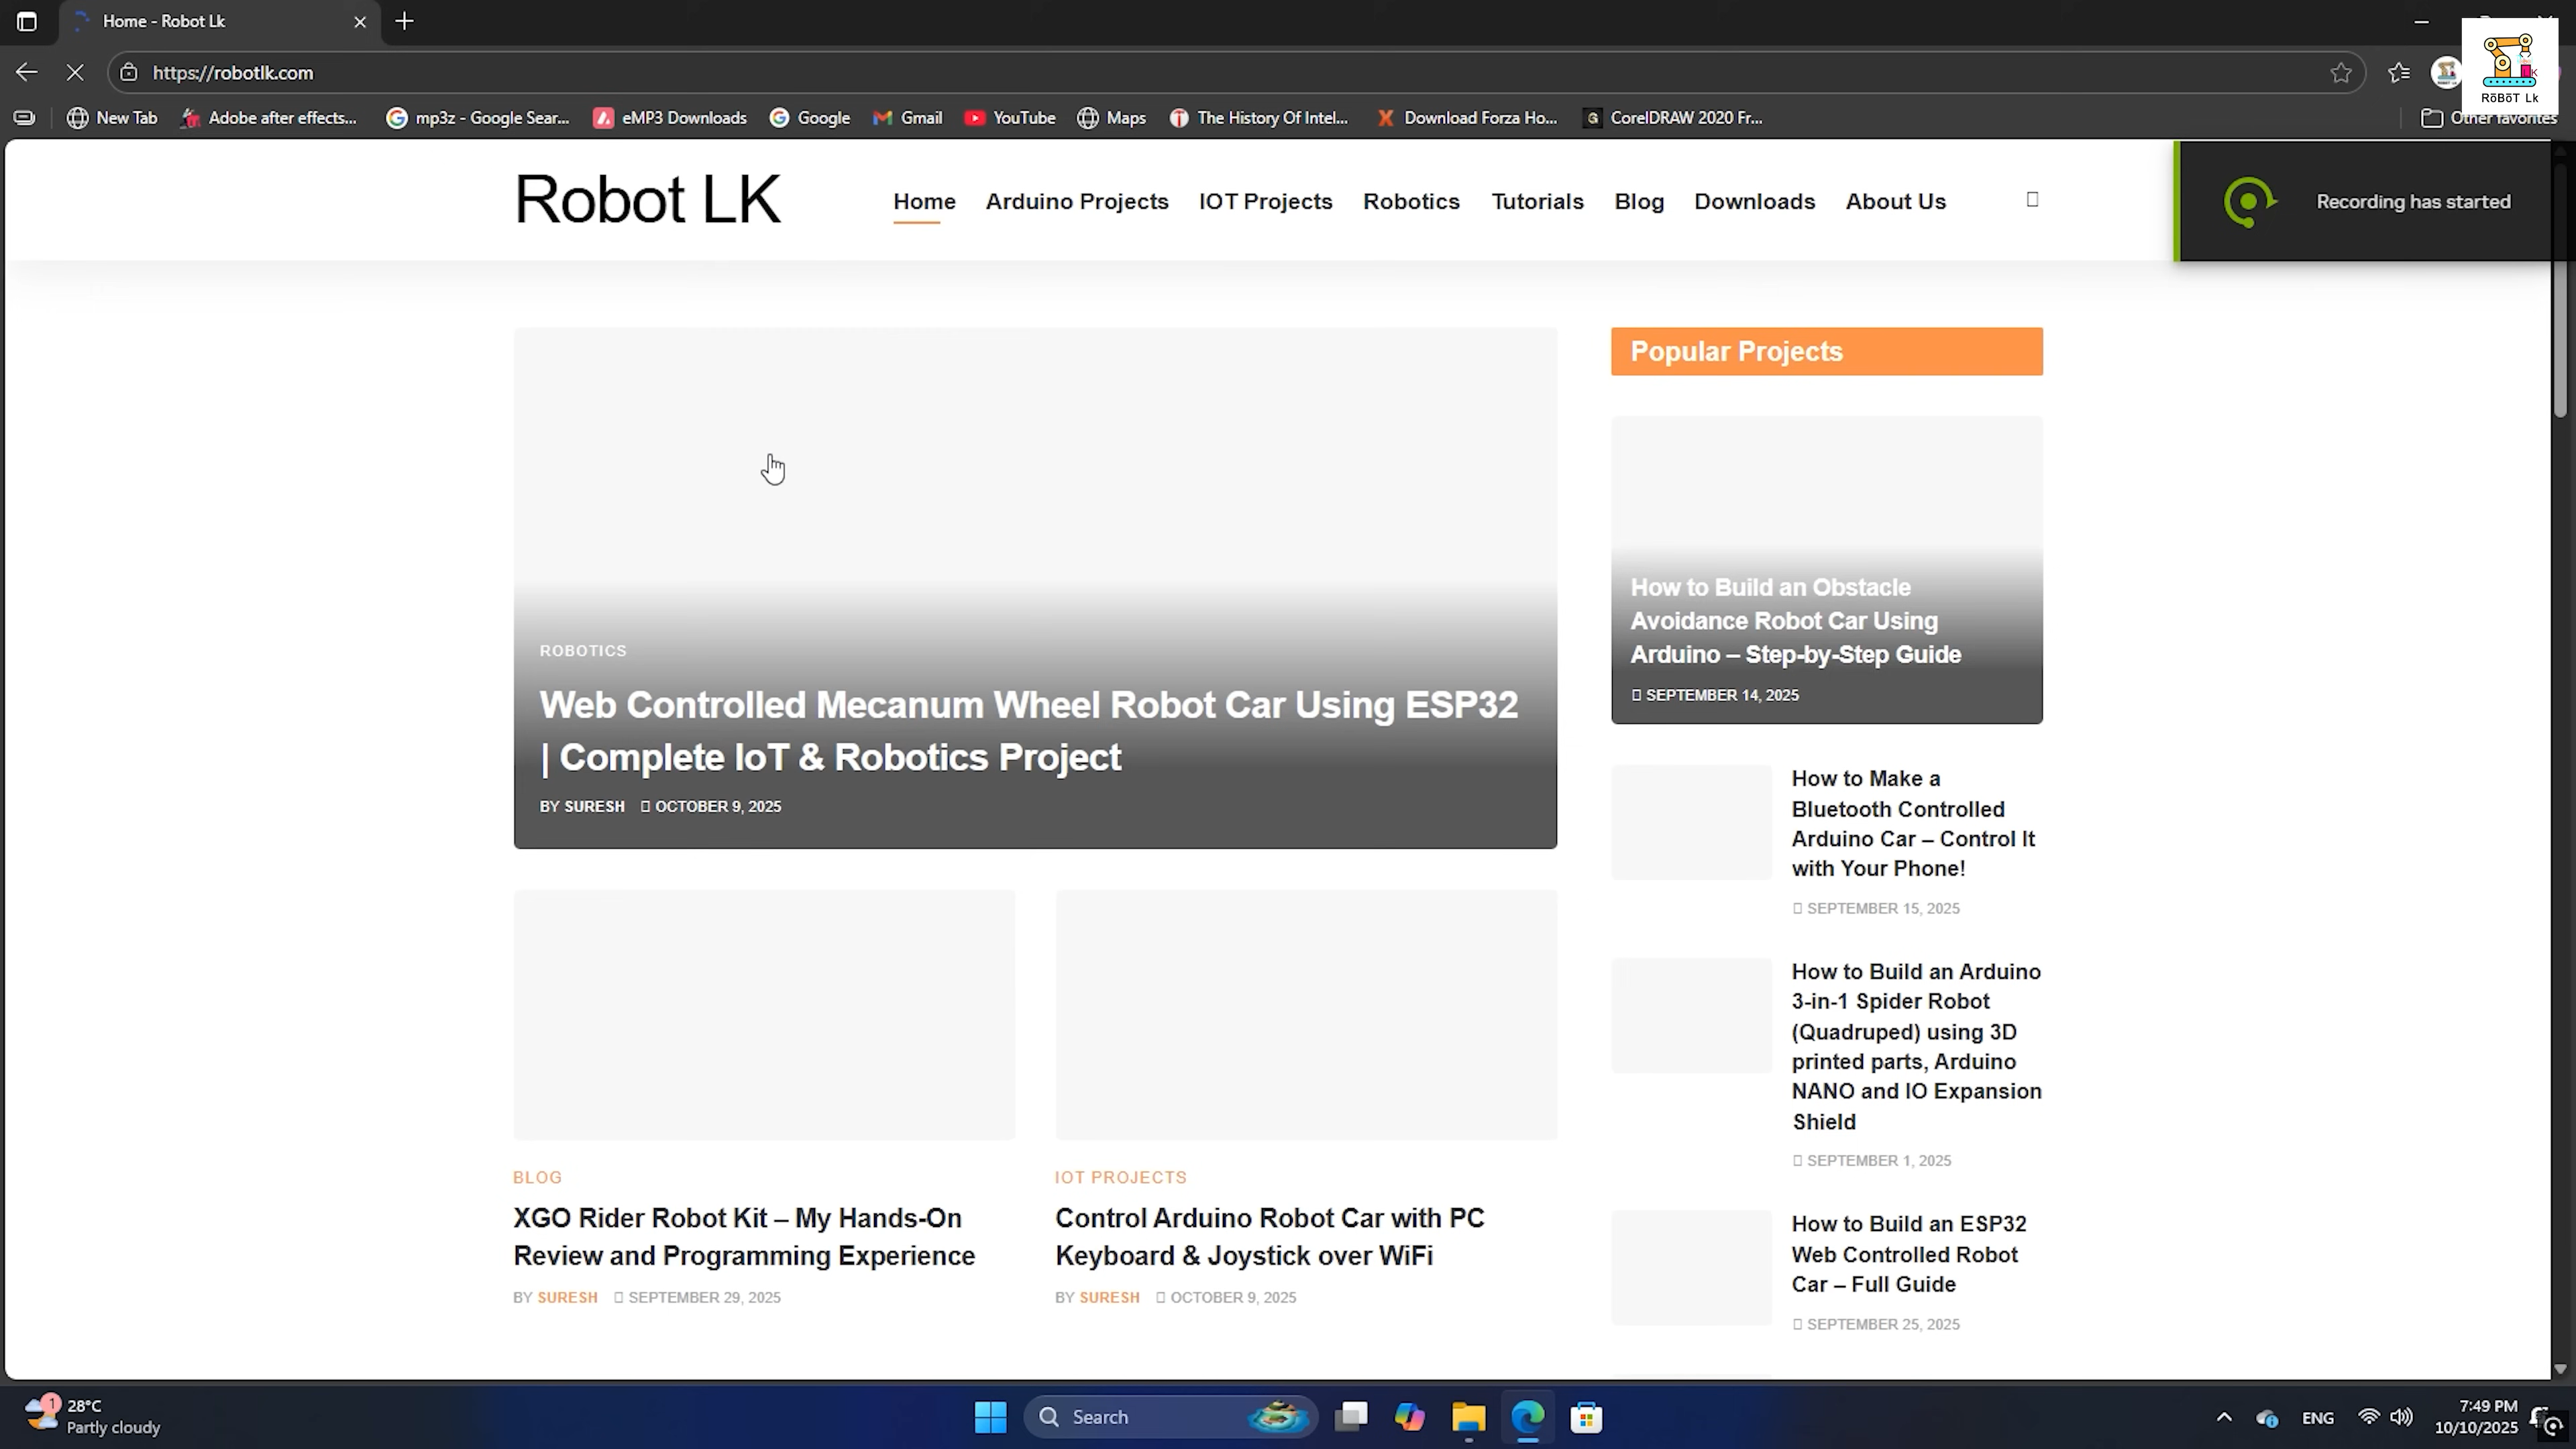 Home - Robot Lk
https://robotlk.com
RōBōT Lk
New Tab
Adobe after effects...
mp3z - Google Sear...
eMP3 Downloads
Google
Gmail
YouTube
Maps
The History Of Intel...
Download Forza Ho...
CorelDRAW 2020 Fr...
Other favorites
Robot LK
Home
Arduino Projects
IOT Projects
Robotics
Tutorials
Blog
Downloads
About Us
Recording has started
ROBOTICS
Web Controlled Mecanum Wheel Robot Car Using ESP32
| Complete IoT & Robotics Project
BY SURESH OCTOBER 9, 2025
BLOG
XGO Rider Robot Kit – My Hands-On
Review and Programming Experience
BY SURESH SEPTEMBER 29, 2025
IOT PROJECTS
Control Arduino Robot Car with PC
Keyboard & Joystick over WiFi
BY SURESH OCTOBER 9, 2025
Popular Projects
How to Build an Obstacle
Avoidance Robot Car Using
Arduino – Step-by-Step Guide
SEPTEMBER 14, 2025
How to Make a
Bluetooth Controlled
Arduino Car – Control It
with Your Phone!
SEPTEMBER 15, 2025
How to Build an Arduino
3-in-1 Spider Robot
(Quadruped) using 3D
printed parts, Arduino
NANO and IO Expansion
Shield
SEPTEMBER 1, 2025
How to Build an ESP32
Web Controlled Robot
Car – Full Guide
SEPTEMBER 25, 2025
1
28°C
Partly cloudy
Search
ENG
7:49 PM
10/10/2025